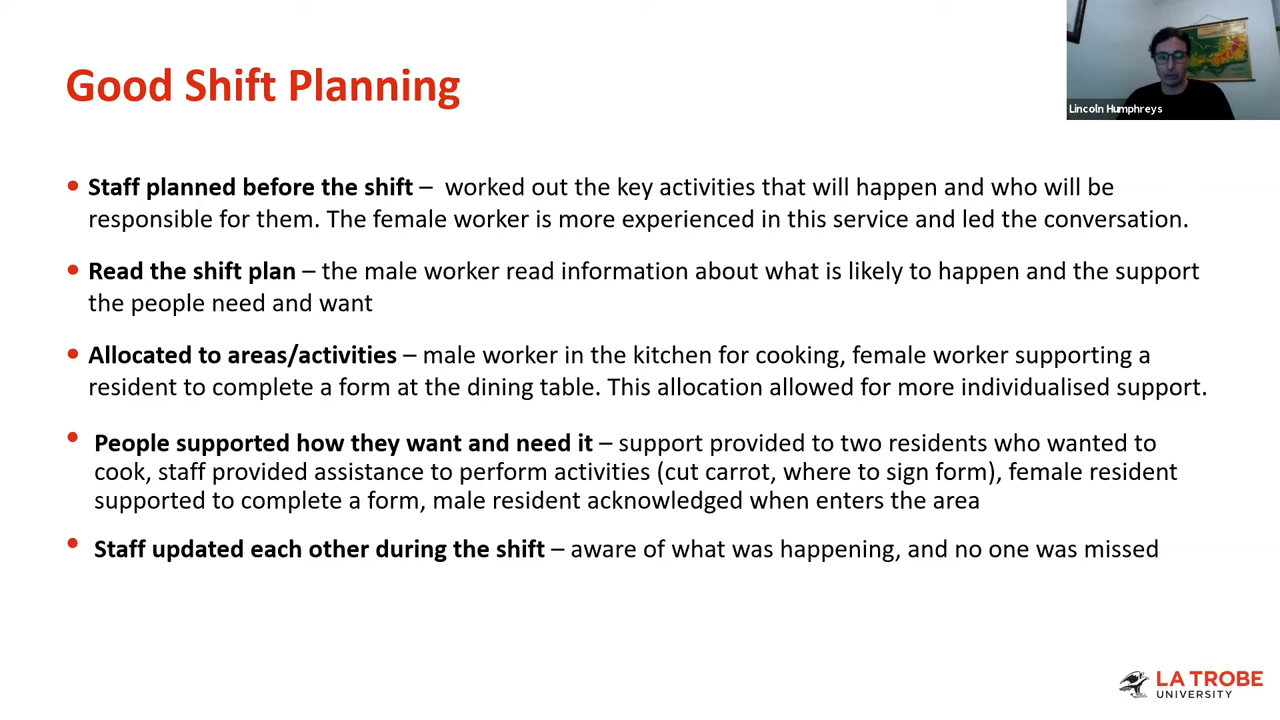 Good Shift Planning
Lincoln Humphreys
• Staff planned before the shift – worked out the key activities that will happen and who will be
responsible for them. The female worker is more experienced in this service and led the conversation.
• Read the shift plan – the male worker read information about what is likely to happen and the support
the people need and want
• Allocated to areas/activities – male worker in the kitchen for cooking, female worker supporting a
resident to complete a form at the dining table. This allocation allowed for more individualised support.
• People supported how they want and need it – support provided to two residents who wanted to
cook, staff provided assistance to perform activities (cut carrot, where to sign form), female resident
supported to complete a form, male resident acknowledged when enters the area
• Staff updated each other during the shift – aware of what was happening, and no one was missed
LA TROBE
UNIVERSITY